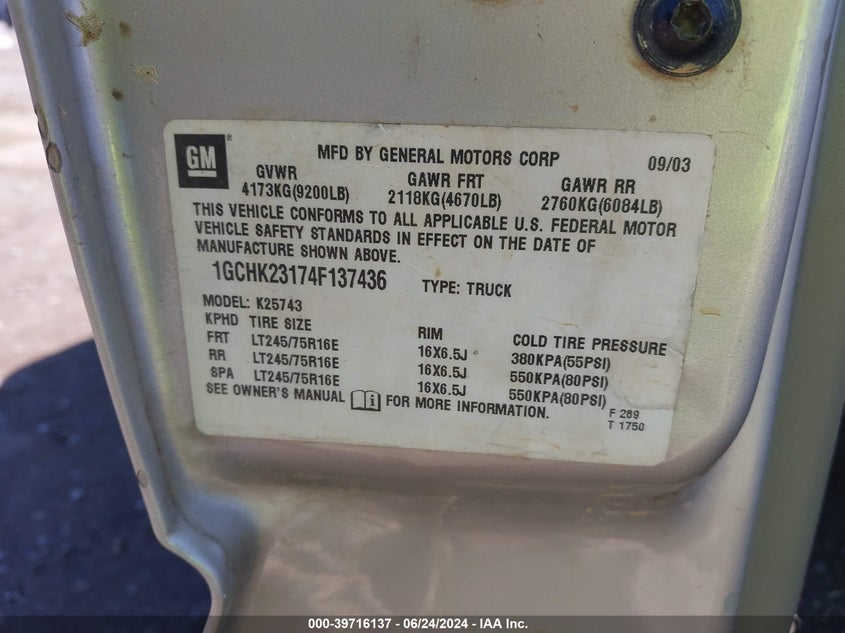 GM ®
MFD BY GENERAL MOTORS CORP 09/03
GVWR GAWR FRT GAWR RR
4173KG(9200LB) 2118KG(4670LB) 2760KG(6084LB)
THIS VEHICLE CONFORMS TO ALL APPLICABLE U.S. FEDERAL MOTOR
VEHICLE SAFETY STANDARDS IN EFFECT ON THE DATE OF
MANUFACTURE SHOWN ABOVE.
1GCHK23174F137436 TYPE: TRUCK
MODEL: K25743
KPHD TIRE SIZE RIM COLD TIRE PRESSURE
FRT LT245/75R16E 16X6.5J 380KPA(55PSI)
RR LT245/75R16E 16X6.5J 550KPA(80PSI)
SPA LT245/75R16E 16X6.5J 550KPA(80PSI)
SEE OWNER'S MANUAL i FOR MORE INFORMATION.
F 289
T 1750
000-39716137 - 06/24/2024 - IAA Inc.